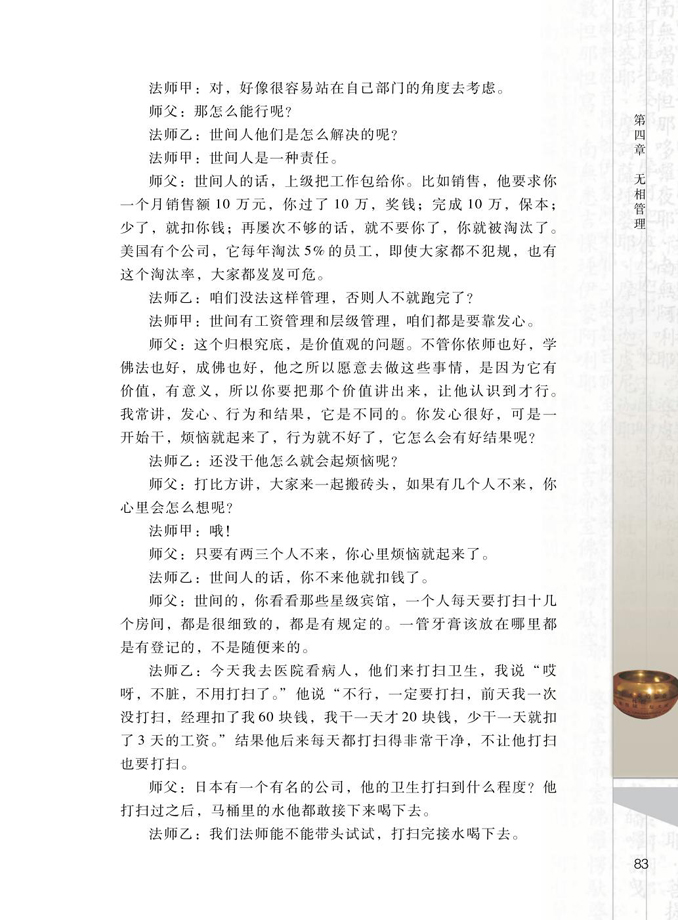 法师甲：对，好像很容易站在自己部门的角度去考虑。
师父：那怎么能行呢？
法师乙：世间人他们是怎么解决的呢？
法师甲：世间人是一种责任。
师父：世间人的话，上级把工作包给你。比如销售，他要求你
一个月销售额 10 万元，你过了 10 万，奖钱；完成 10 万，保本；
少了，就扣你钱；再屡次不够的话，就不要你了，你就被淘汰了。
美国有个公司，它每年淘汰 5% 的员工，即使大家都不犯规，也有
这个淘汰率，大家都岌岌可危。
法师乙：咱们没法这样管理，否则人不就跑完了？
法师甲：世间有工资管理和层级管理，咱们都是要靠发心。
师父：这个归根究底，是价值观的问题。不管你依师也好，学
佛法也好，成佛也好，他之所以愿意去做这些事情，是因为它有
价值，有意义，所以你要把那个价值讲出来，让他认识到才行。
我常讲，发心、行为和结果，它是不同的。你发心很好，可是一
开始干，烦恼就起来了，行为就不好了，它怎么会有好结果呢？
法师乙：还没干他怎么就会起烦恼呢？
师父：打比方讲，大家来一起搬砖头，如果有几个人不来，你
心里会怎么想呢？
法师甲：哦！
师父：只要有两三个人不来，你心里烦恼就起来了。
法师乙：世间人的话，你不来他就扣钱了。
师父：世间的，你看看那些星级宾馆，一个人每天要打扫十几
个房间，都是很细致的，都是有规定的。一管牙膏该放在哪里都
是有登记的，不是随便来的。
法师乙：今天我去医院看病人，他们来打扫卫生，我说“哎
呀，不脏，不用打扫了。”他说“不行，一定要打扫，前天我一次
没打扫，经理扣了我 60 块钱，我干一天才 20 块钱，少干一天就扣
了 3 天的工资。”结果他后来每天都打扫得非常干净，不让他打扫
也要打扫。
师父：日本有一个有名的公司，他的卫生打扫到什么程度？他
打扫过之后，马桶里的水他都敢接下来喝下去。
法师乙：我们法师能不能带头试试，打扫完接水喝下去。
第四章 无相管理
83